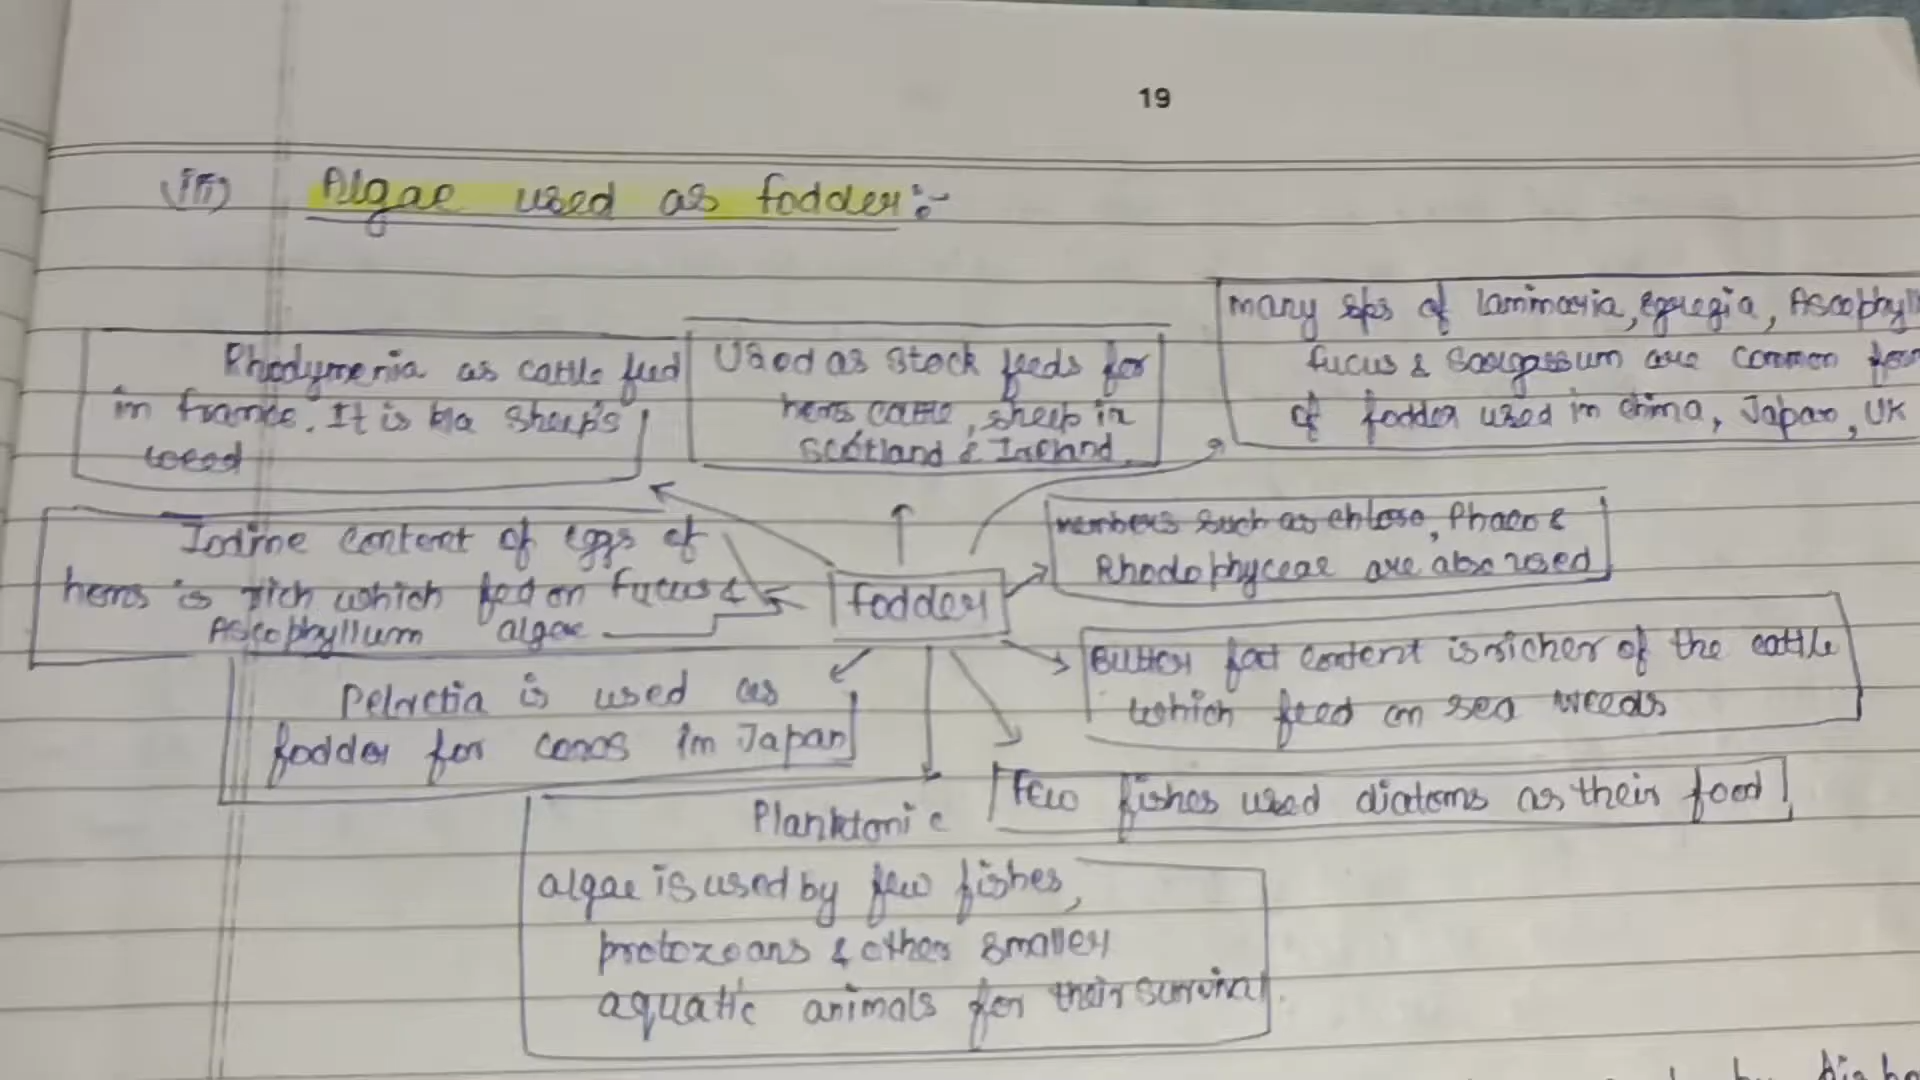 19
(iii) Algae used as fodder:-
many sps of Laminaria, Egregia, Ascophyll
fucus & Sargassum are common for
of fodder used in china, Japan, UK
Rhodymenia as cattle feed
in france. It is kla sheep's
weed
Used as stock feeds for
hens cattle, sheep in
Scotland & Ireland
members such as chloro, Phaeo &
Rhodophyceae are also used
Iodine content of eggs of
hens is rich which fed on fucus &
Ascophyllum algae
fodder
Butter fat content is richer of the cattle
which feed on sea weeds
Pelvetia is used as
fodder for cows in Japan
Few fishes used diatoms as their food
Planktonic
algae is used by few fishes,
protozoans & other smaller
aquatic animals for their survival.
by